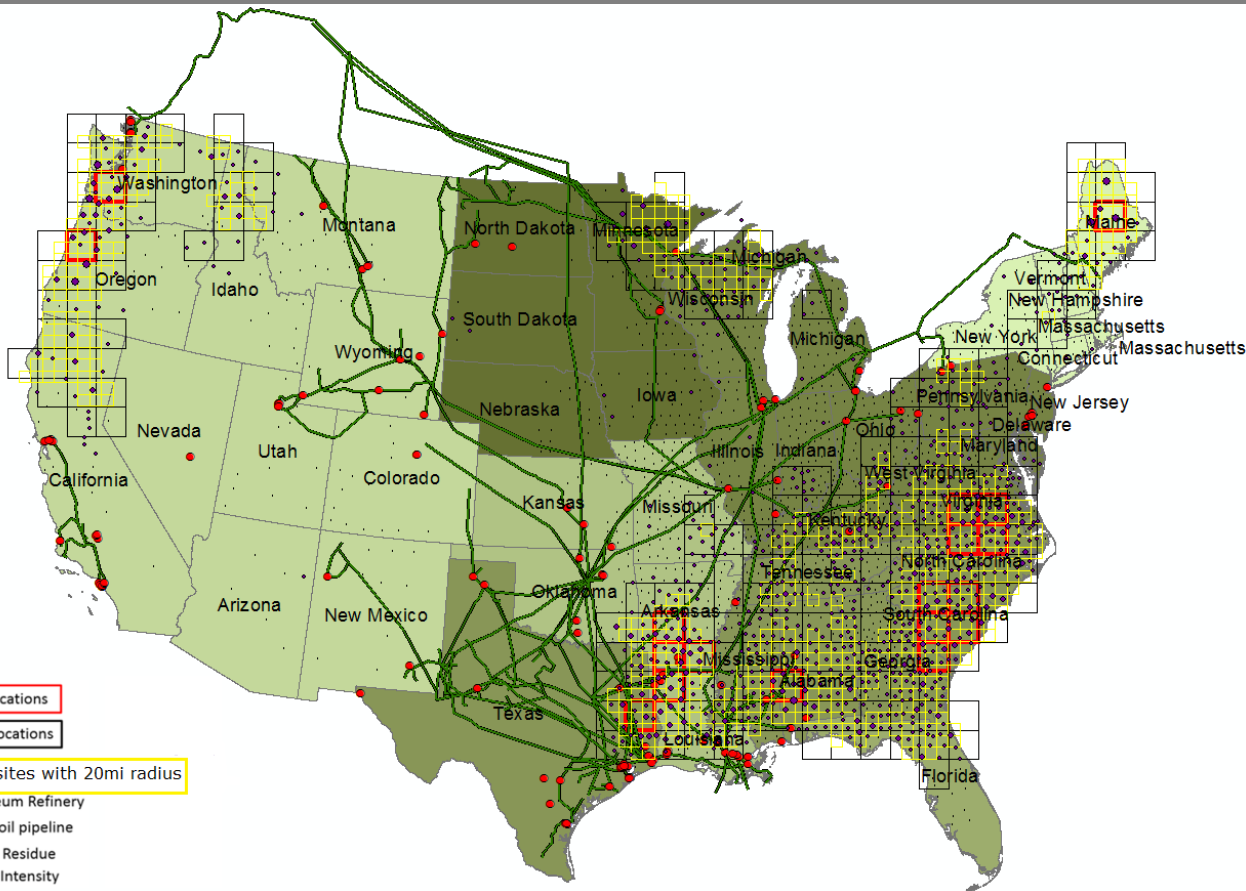 Washington
Maine
Montana
North Dakota
Minnesota
Michigan
Oregon
Idaho
Vermont
Wisconsin
New Hampshire
South Dakota
Massachusetts
Michigan
New York
Massachusetts
Wyoming
Connecticut
Iowa
Pennsylvania
New Jersey
Nebraska
Nevada
Ohio
Delaware
Utah
Illinois
Indiana
Maryland
California
Colorado
West Virginia
Kansas
Missouri
Virginia
Kentucky
North Carolina
Tennessee
Oklahoma
Arizona
New Mexico
Arkansas
South Carolina
Mississippi
Georgia
Alabama
Texas
Louisiana
Florida
cations
ocations
sites with 20mi radius
eum Refinery
oil pipeline
Residue
Intensity